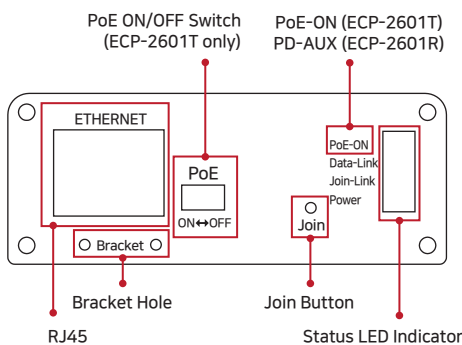 PoE ON/OFF Switch
(ECP-2601T only)
PoE-ON (ECP-2601T)
PD-AUX (ECP-2601R)
ETHERNET
PoE
ON↔OFF
PoE-ON
Data-Link
Join-Link
Power
Join
Bracket
Bracket Hole
Join Button
RJ45
Status LED Indicator